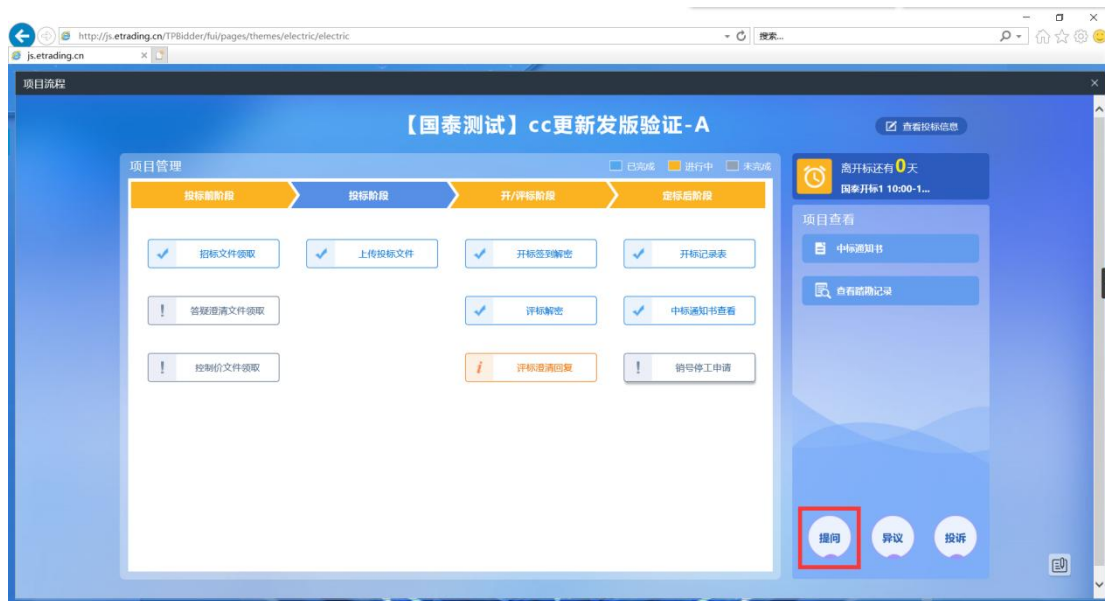 http://js.etrading.cn/TPBidder/fui/pages/themes/electric/electric
搜索...
js.etrading.cn
项目流程
【国泰测试】cc更新发版验证-A
查看投标信息
项目管理
已完成 进行中 未完成
投标前阶段 投标阶段 开/评标阶段 定标后阶段
招标文件领取 上传投标文件 开标签到解密 开标记录表
答疑澄清文件领取 评标解密 中标通知书查看
控制价文件领取 评标澄清回复 销号停工申请
离开标还有0天
国泰开标1 10:00-1...
项目查看
中标通知书
查看踏勘记录
提问 异议 投诉